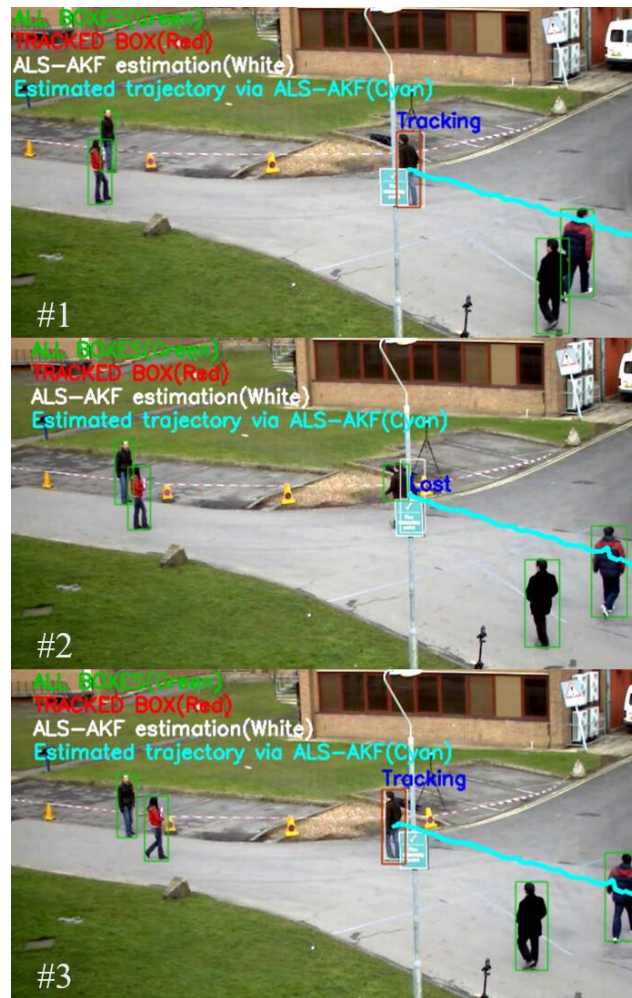 ALL BOXES(Green)
TRACKED BOX(Red)
ALS-AKF estimation(White)
Estimated trajectory via ALS-AKF(Cyan)
Tracking
#1
ALL BOXES(Green)
TRACKED BOX(Red)
ALS-AKF estimation(White)
Estimated trajectory via ALS-AKF(Cyan)
Lost
#2
ALL BOXES(Green)
TRACKED BOX(Red)
ALS-AKF estimation(White)
Estimated trajectory via ALS-AKF(Cyan)
Tracking
#3